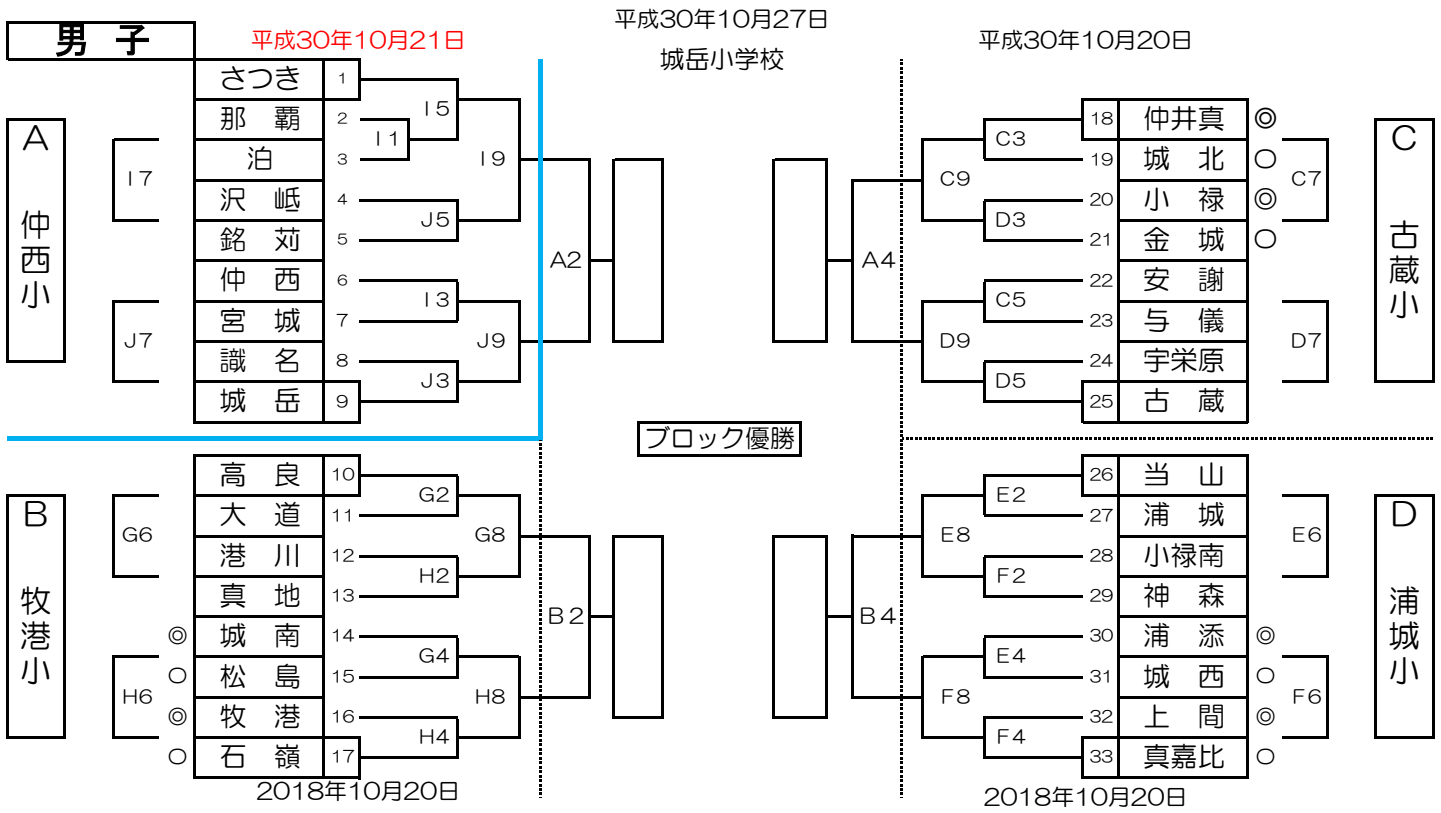 平成30年10月27日
城岳小学校
男 子
平成30年10月21日
平成30年10月20日
A 仲西小
I7
J7
さつき 1
那 覇 2
泊 3
沢 岻 4
銘 苅 5
仲 西 6
宮 城 7
識 名 8
城 岳 9
I1
I5
J5
I3
J3
I9
J9
A2
A4
C9
D9
C3
D3
C5
D5
18 仲井真 ◎
19 城 北 ○
20 小 禄 ◎
21 金 城 ○
22 安 謝
23 与 儀
24 宇栄原
25 古 蔵
C7
D7
C 古蔵小
ブロック優勝
B 牧港小
G6
H6
高 良 10
大 道 11
港 川 12
真 地 13
◎ 城 南 14
○ 松 島 15
◎ 牧 港 16
○ 石 嶺 17
G2
H2
G4
H4
G8
H8
B2
B4
E8
F8
E2
F2
E4
F4
26 当 山
27 浦 城
28 小禄南
29 神 森
30 浦 添 ◎
31 城 西 ○
32 上 間 ◎
33 真嘉比 ○
E6
F6
D 浦城小
2018年10月20日
2018年10月20日